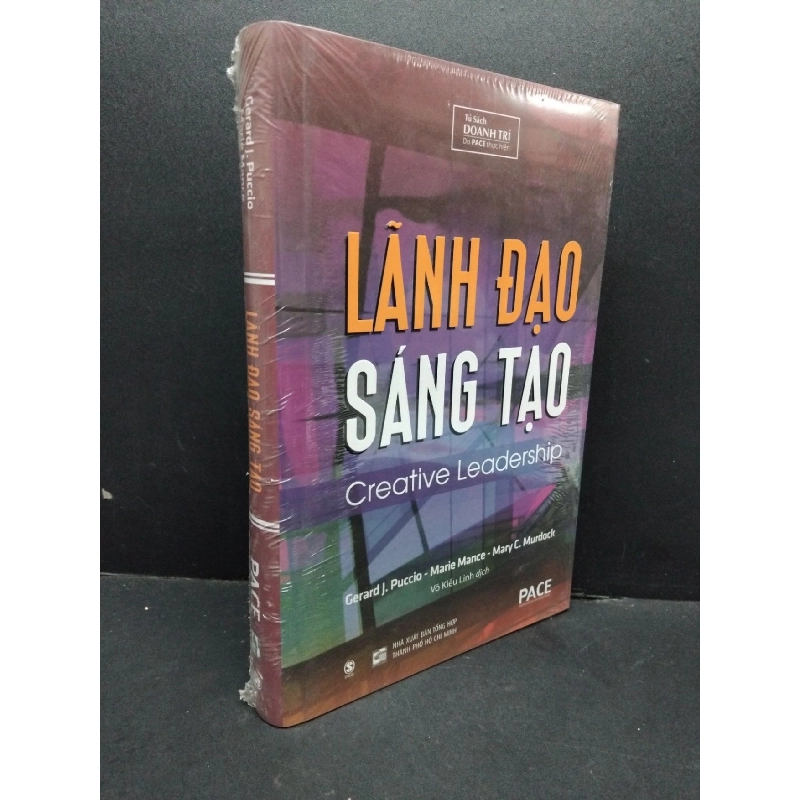 Tủ Sách
DOANH TRÍ
Do PACE thực hiện
LÃNH ĐẠO
SÁNG TẠO
Creative Leadership
Gerard J. Puccio - Marie Mance - Mary C. Murdock
Võ Kiều Linh dịch
PACE
NHÀ XUẤT BẢN TỔNG HỢP
THÀNH PHỐ HỒ CHÍ MINH
Gerard J. Puccio
LÃNH ĐẠO SÁNG TẠO
PACE